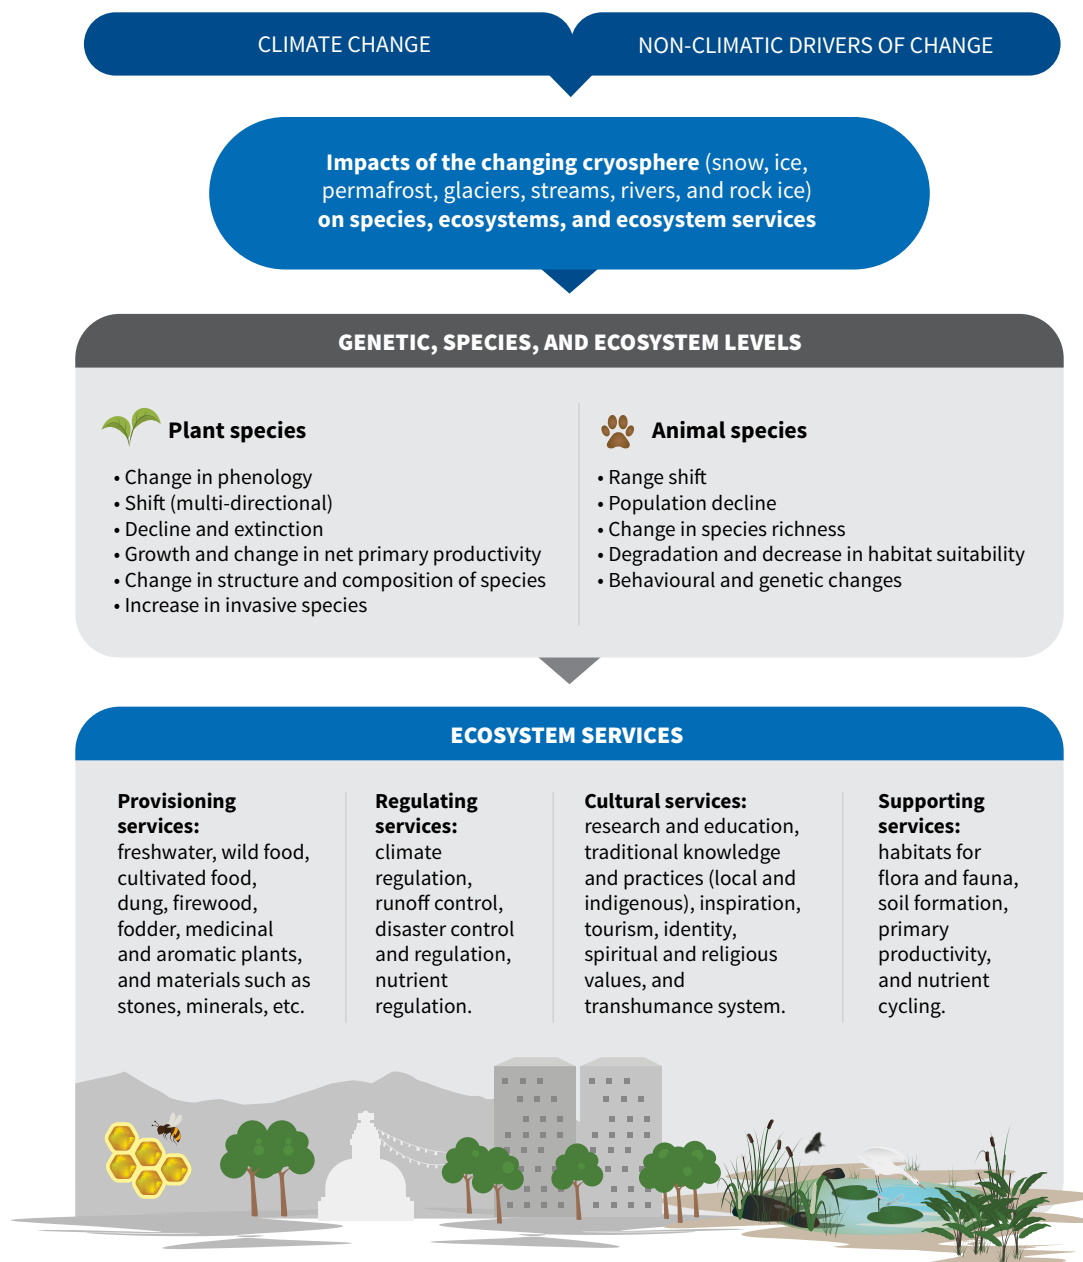 CLIMATE CHANGE
NON-CLIMATIC DRIVERS OF CHANGE
Impacts of the changing cryosphere (snow, ice,
permafrost, glaciers, streams, rivers, and rock ice)
on species, ecosystems, and ecosystem services
GENETIC, SPECIES, AND ECOSYSTEM LEVELS
Plant species
• Change in phenology
• Shift (multi-directional)
• Decline and extinction
• Growth and change in net primary productivity
• Change in structure and composition of species
• Increase in invasive species
Animal species
• Range shift
• Population decline
• Change in species richness
• Degradation and decrease in habitat suitability
• Behavioural and genetic changes
ECOSYSTEM SERVICES
Provisioning
services:
freshwater, wild food,
cultivated food,
dung, firewood,
fodder, medicinal
and aromatic plants,
and materials such as
stones, minerals, etc.
Regulating
services:
climate
regulation,
runoff control,
disaster control
and regulation,
nutrient
regulation.
Cultural services:
research and education,
traditional knowledge
and practices (local and
indigenous), inspiration,
tourism, identity,
spiritual and religious
values, and
transhumance system.
Supporting
services:
habitats for
flora and fauna,
soil formation,
primary
productivity,
and nutrient
cycling.